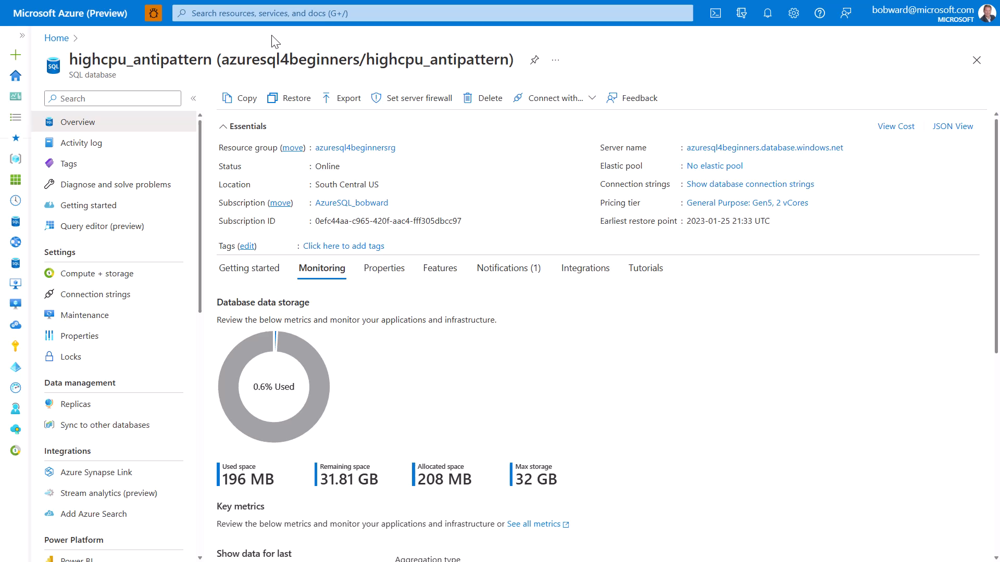 Microsoft Azure (Preview)
Search resources, services, and docs (G+/)
bobward@microsoft.com
MICROSOFT
Home
highcpu_antipattern (azuresql4beginners/highcpu_antipattern)
SQL database
SQL
Search
Copy
Restore
Export
Set server firewall
Delete
Connect with...
Feedback
Overview
Activity log
Tags
Diagnose and solve problems
Getting started
Query editor (preview)
Settings
Compute + storage
Connection strings
Maintenance
Properties
Locks
Data management
Replicas
Sync to other databases
Integrations
Azure Synapse Link
Stream analytics (preview)
Add Azure Search
Power Platform
Power BI
Essentials
View Cost
JSON View
Resource group (move) : azuresql4beginnersrg
Status : Online
Location : South Central US
Subscription (move) : AzureSQL_bobward
Subscription ID : 0efc44aa-c965-420f-aac4-fff305dbcc97
Server name : azuresql4beginners.database.windows.net
Elastic pool : No elastic pool
Connection strings : Show database connection strings
Pricing tier : General Purpose: Gen5, 2 vCores
Earliest restore point : 2023-01-25 21:33 UTC
Tags (edit) : Click here to add tags
Getting started
Monitoring
Properties
Features
Notifications (1)
Integrations
Tutorials
Database data storage
Review the below metrics and monitor your applications and infrastructure.
0.6% Used
Used space
196 MB
Remaining space
31.81 GB
Allocated space
208 MB
Max storage
32 GB
Key metrics
Review the below metrics and monitor your applications and infrastructure or See all metrics
Show data for last
Aggregation type